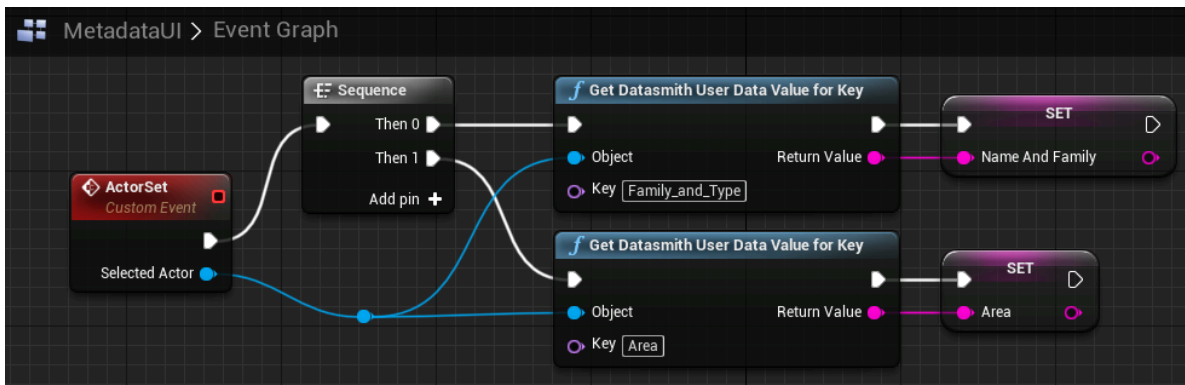 MetadataUI > Event Graph
ActorSet
Custom Event
Selected Actor
Sequence
Then 0
Then 1
Add pin +
f Get Datasmith User Data Value for Key
Object Return Value
Key Family_and_Type
SET
Name And Family
f Get Datasmith User Data Value for Key
Object Return Value
Key Area
SET
Area